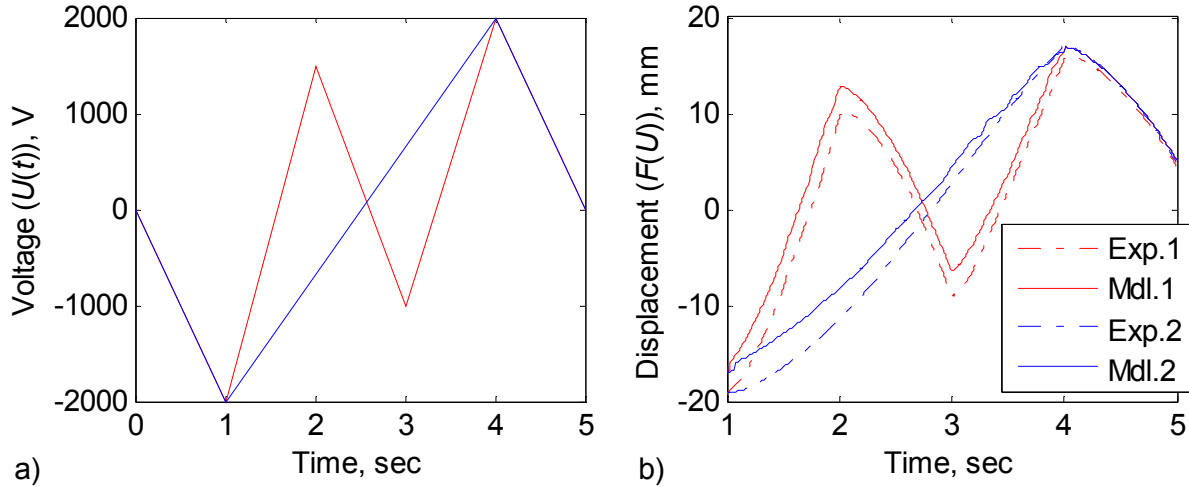 2000
1000
0
-1000
-2000
0 1 2 3 4 5
Voltage (U(t)), V
Time, sec
a)
20
10
0
-10
-20
1 2 3 4 5
Displacement (F(U)), mm
Time, sec
b)
Exp.1
Mdl.1
Exp.2
Mdl.2